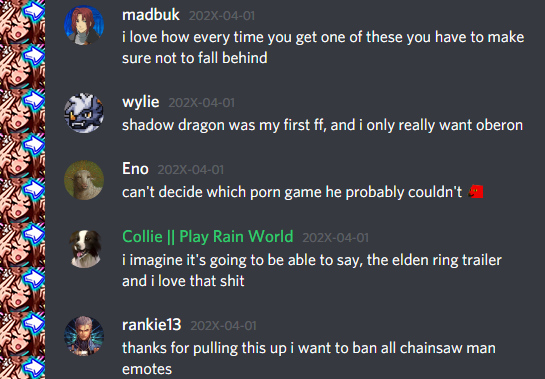 madbuk 202X-04-01
i love how every time you get one of these you have to make
sure not to fall behind
wylie 202X-04-01
shadow dragon was my first ff, and i only really want oberon
Eno 202X-04-01
can't decide which porn game he probably couldn't
Collie || Play Rain World 202X-04-01
i imagine it's going to be able to say, the elden ring trailer
and i love that shit
rankie13 202X-04-01
thanks for pulling this up i want to ban all chainsaw man
emotes